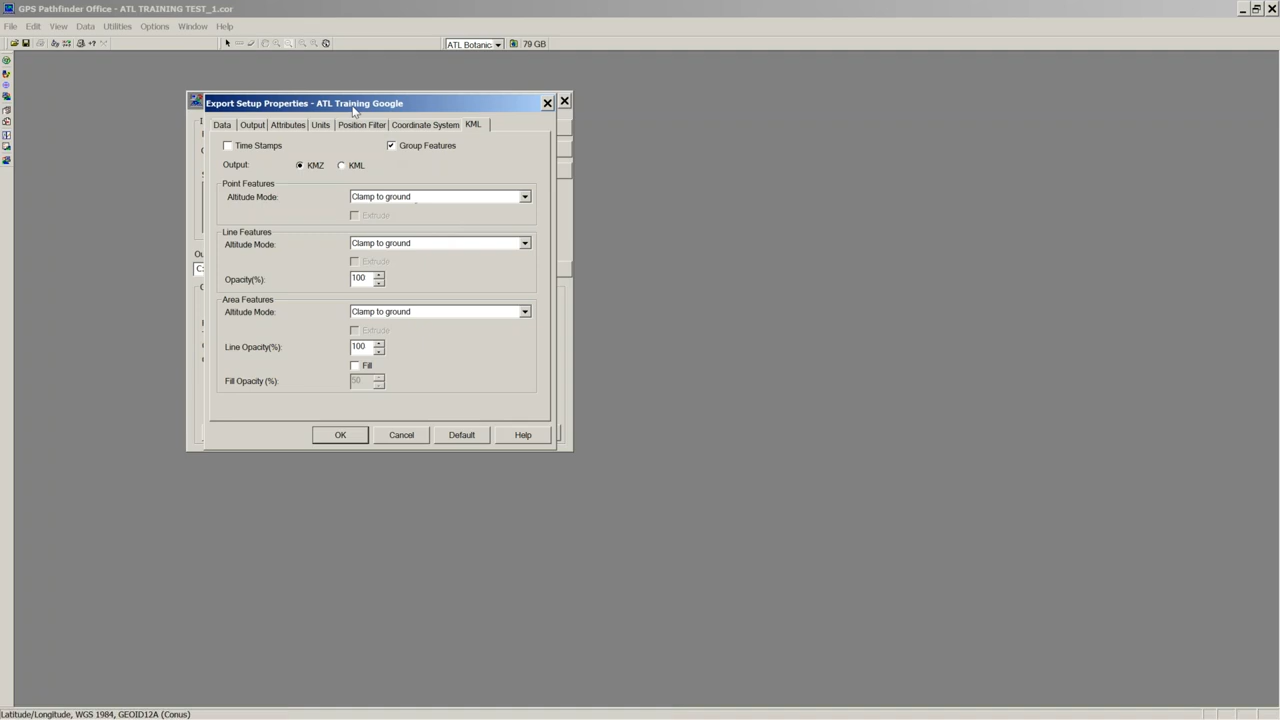 GPS Pathfinder Office - ATL TRAINING TEST_1.cor
File Edit View Data Utilities Options Window Help
ATL Botanic 79 GB
Export Setup Properties - ATL Training Google
Data Output Attributes Units Position Filter Coordinate System KML
Time Stamps Group Features
Output: KMZ KML
Point Features
Altitude Mode: Clamp to ground
Extrude
Line Features
Altitude Mode: Clamp to ground
Extrude
Opacity(%): 100
Area Features
Altitude Mode: Clamp to ground
Extrude
Line Opacity(%): 100
Fill
Fill Opacity (%): 50
OK Cancel Default Help
Ou
C:
Latitude/Longitude, WGS 1984, GEOID12A (Conus)